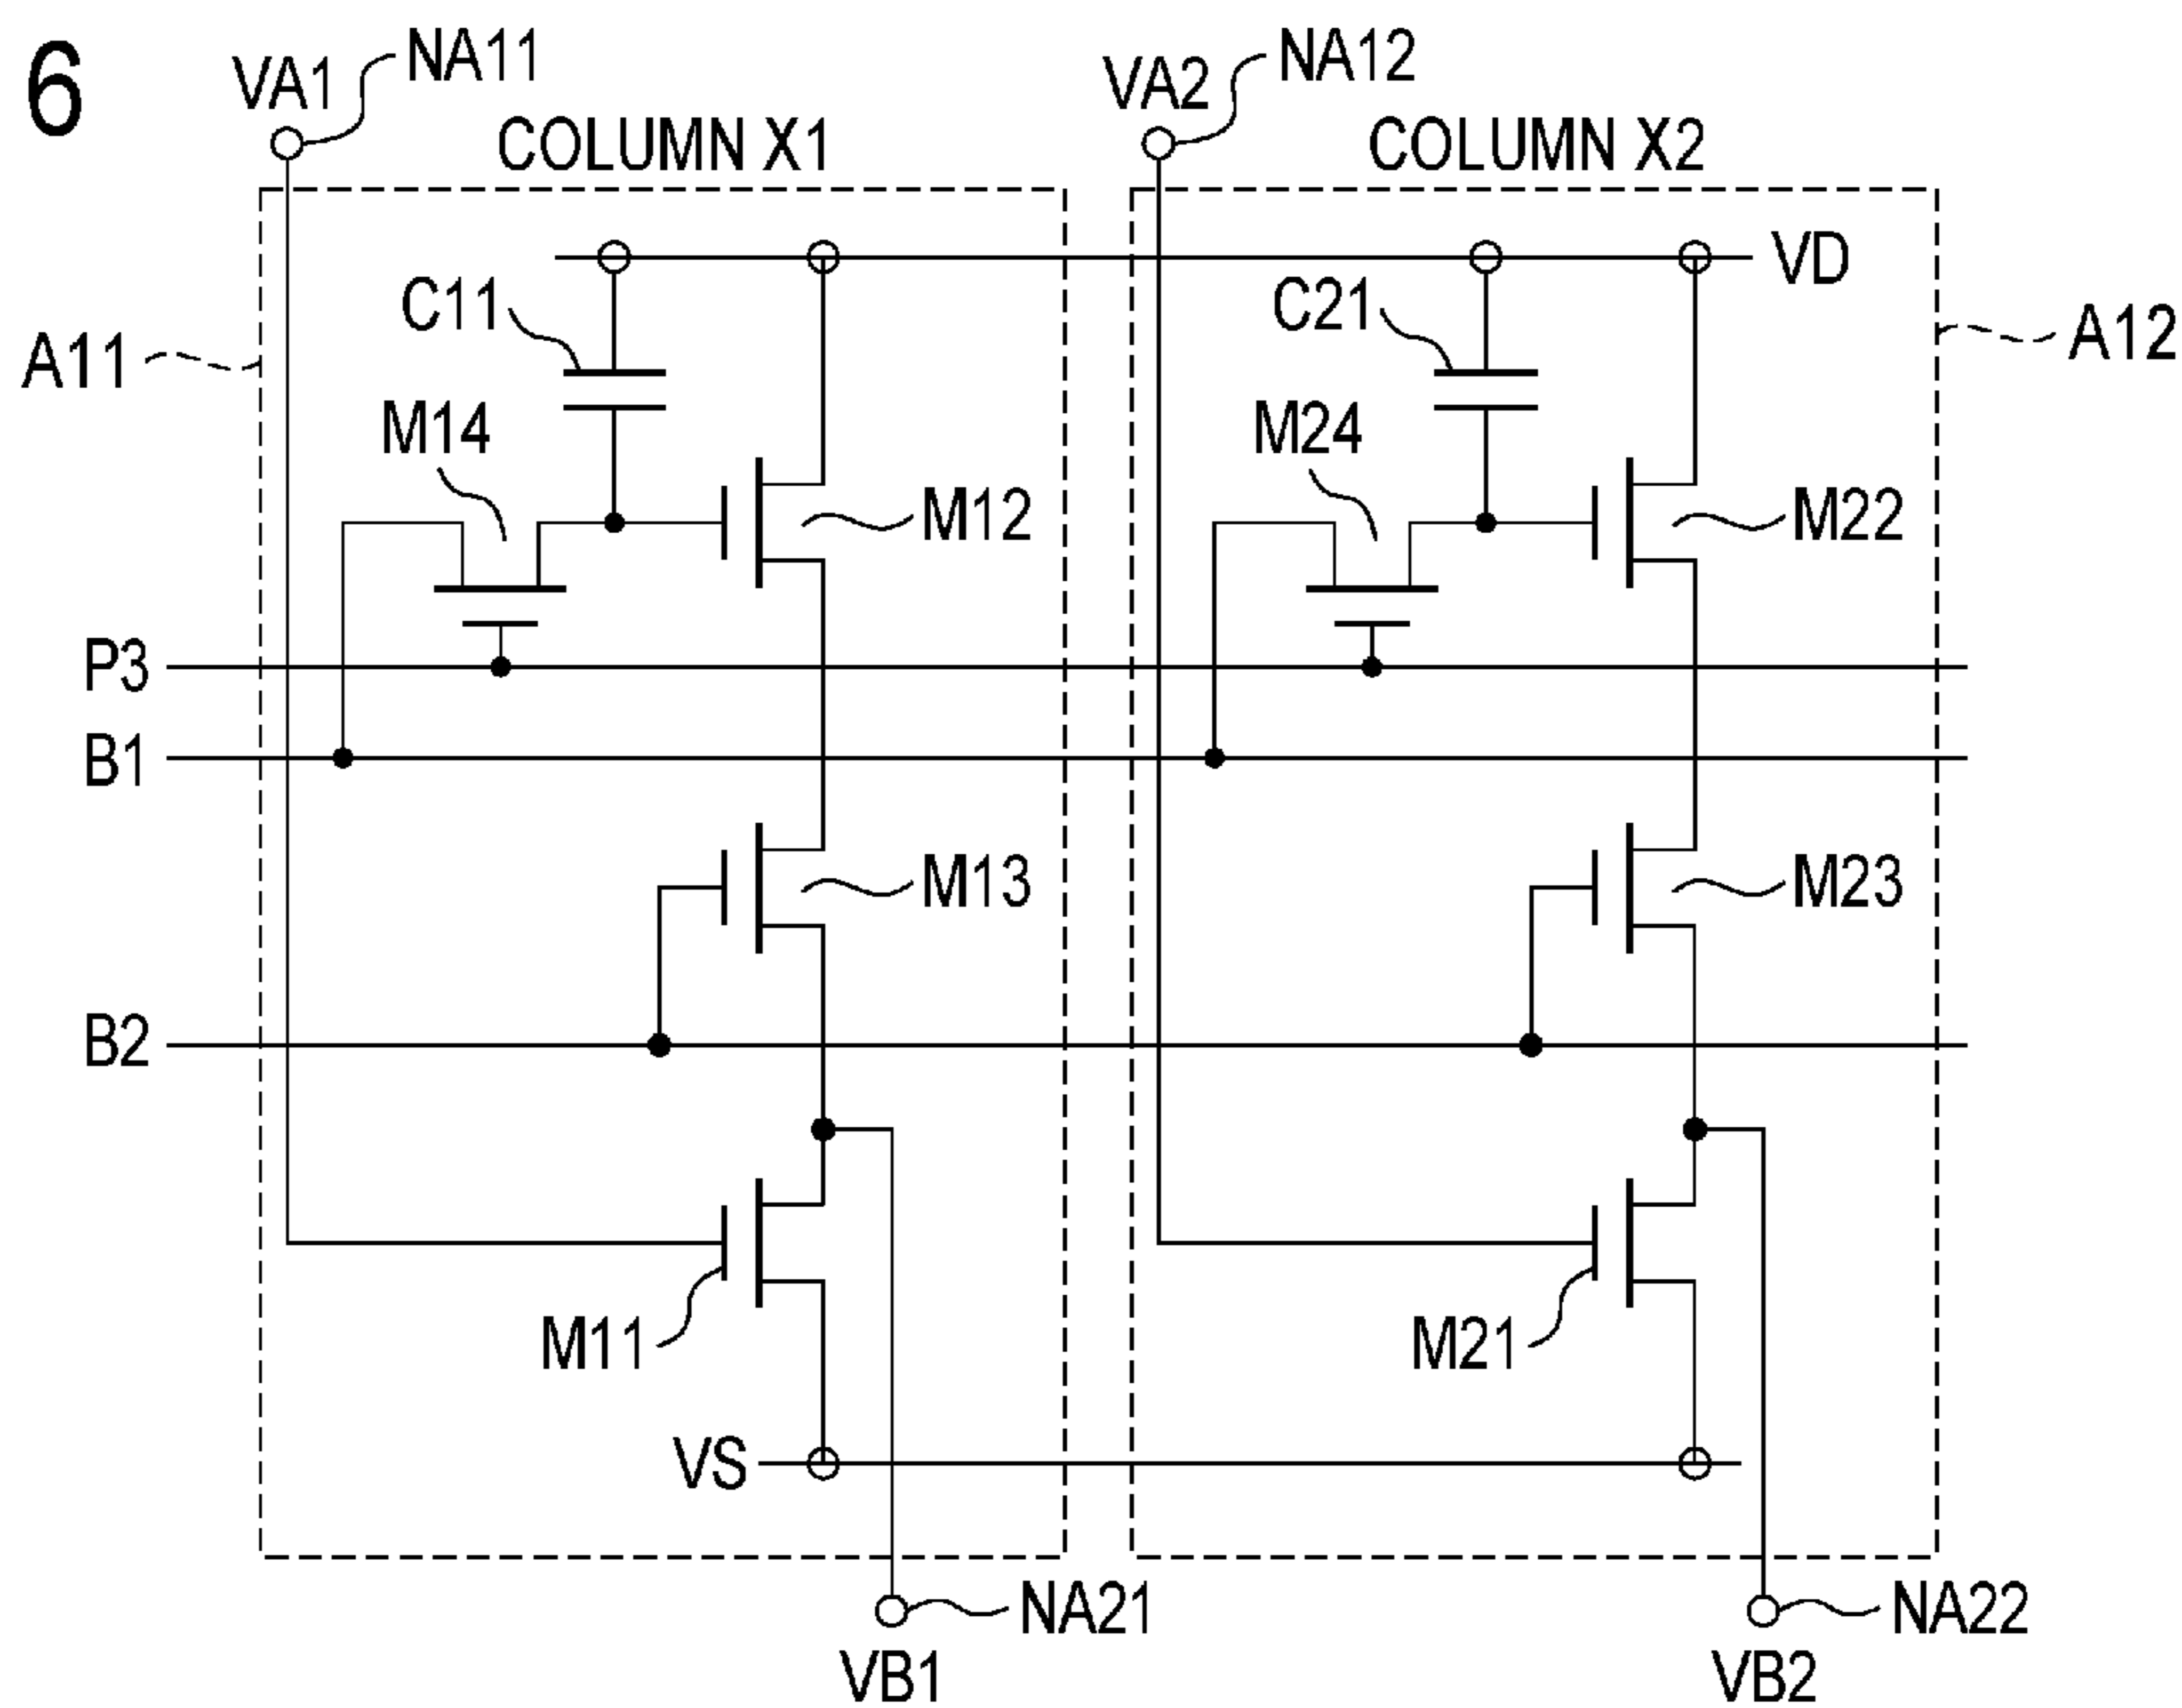 6
VA1 NA11 VA2 NA12
COLUMN X1 COLUMN X2
VD
C11 C21
A11 A12
M14 M24
M12 M22
P3
B1
M13 M23
B2
M11 M21
VS
NA21 NA22
VB1 VB2